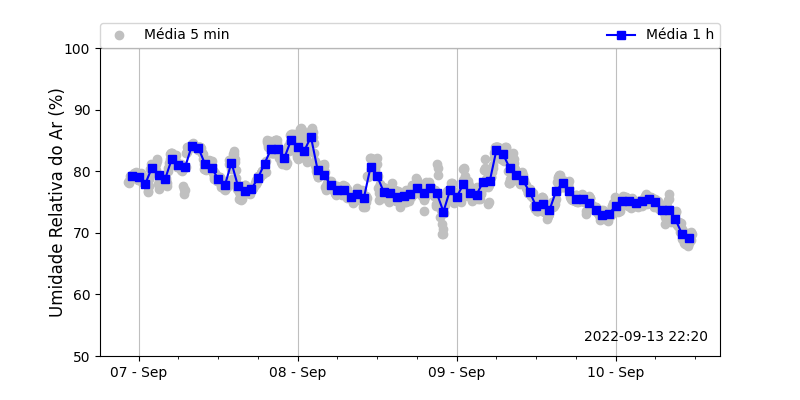 Média 5 min
Média 1 h
Umidade Relativa do Ar (%)
100
90
80
70
60
50
2022-09-13 22:20
07 - Sep
08 - Sep
09 - Sep
10 - Sep